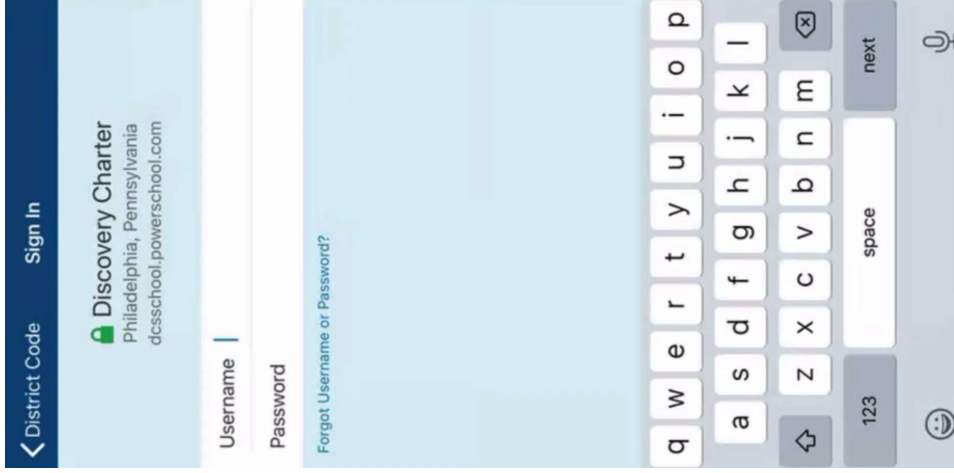 District Code Sign In
Discovery Charter
Philadelphia, Pennsylvania
dcsschool.powerschool.com
Username
Password
Forgot Username or Password?
q w e r t y u i o p
a s d f g h j k l
z x c v b n m
123 space next